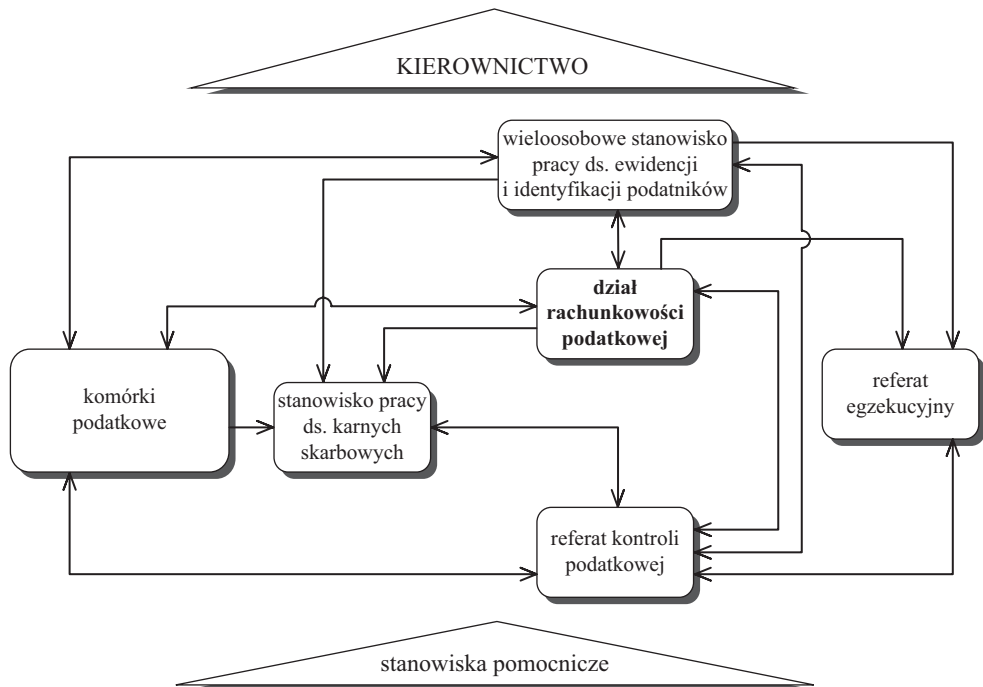 KIEROWNICTWO
wieloosobowe stanowisko
pracy ds. ewidencji
i identyfikacji podatników
dział
rachunkowości
podatkowej
komórki
podatkowe
stanowisko pracy
ds. karnych
skarbowych
referat
egzekucyjny
referat kontroli
podatkowej
stanowiska pomocnicze